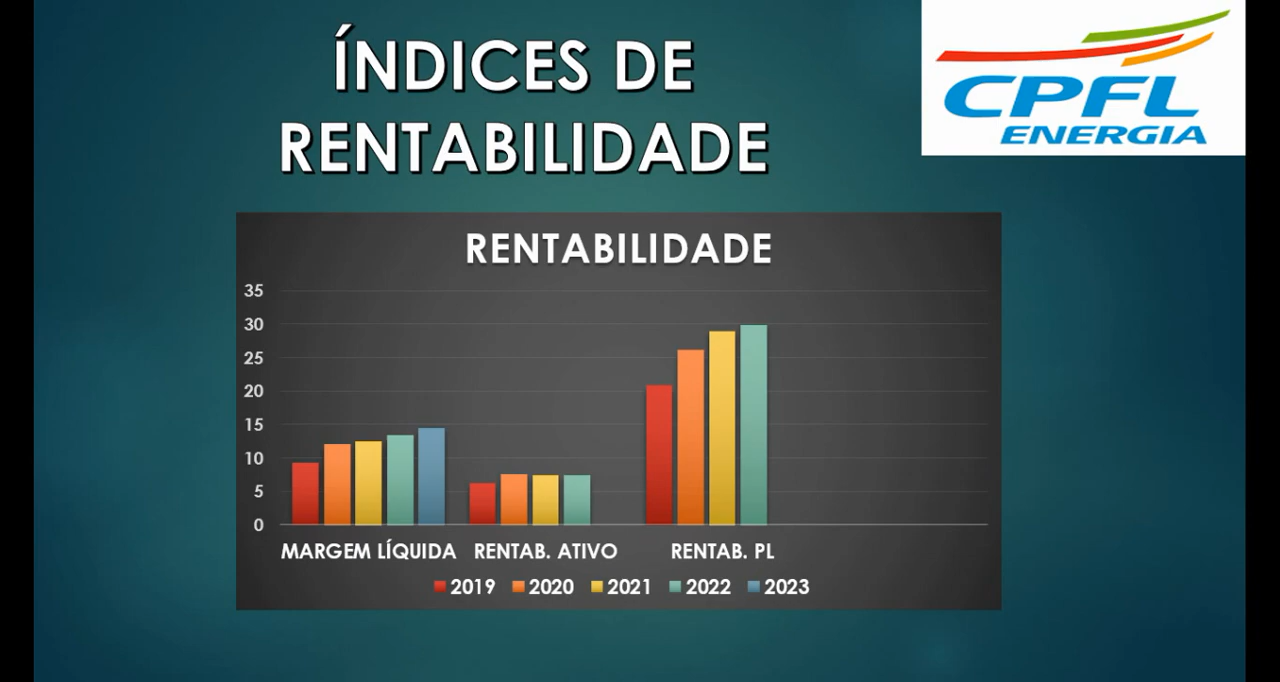 ÍNDICES DE
RENTABILIDADE
CPFL
ENERGIA
RENTABILIDADE
35
30
25
20
15
10
5
0
MARGEM LÍQUIDA RENTAB. ATIVO RENTAB. PL
2019 2020 2021 2022 2023